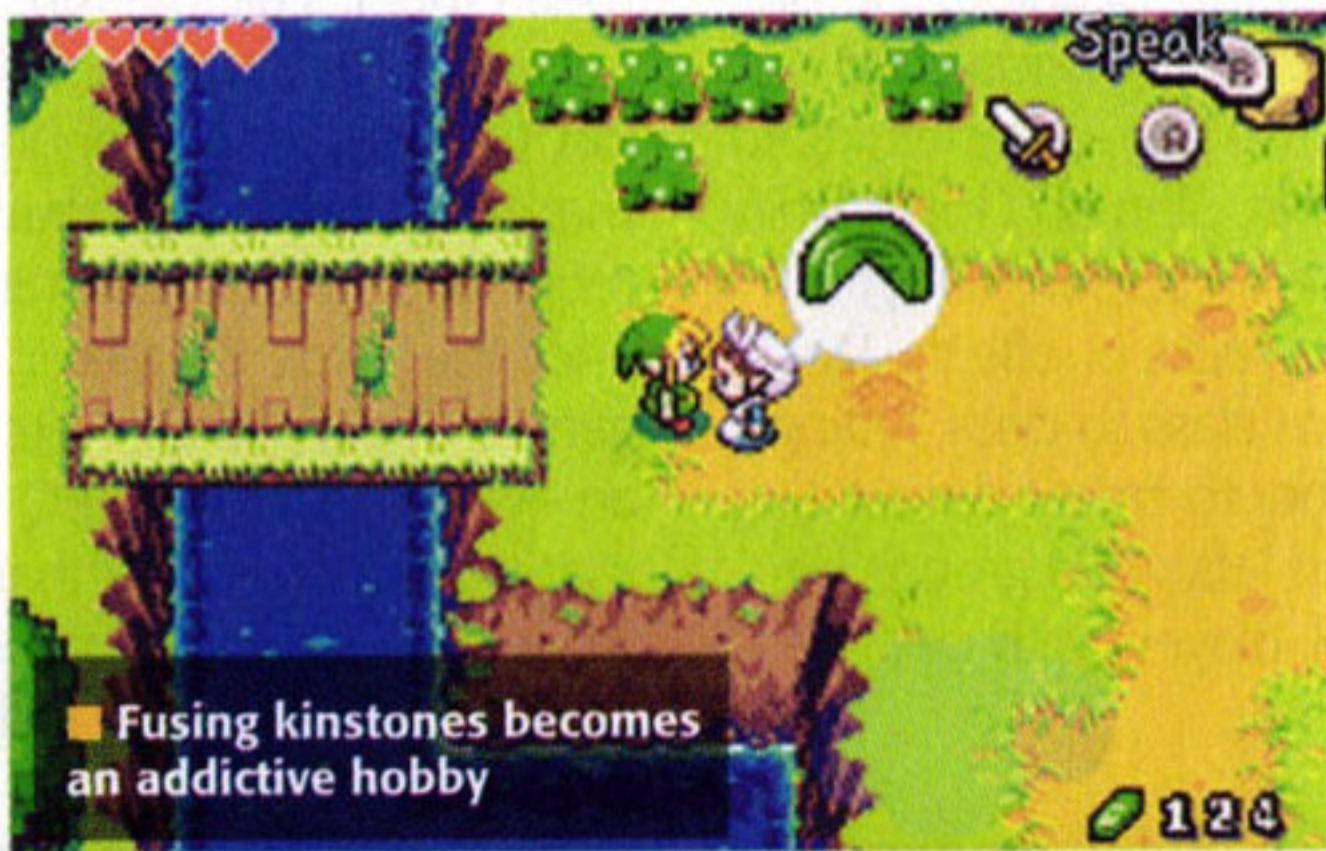 Speak
R
A
■ Fusing kinstones becomes
an addictive hobby
124